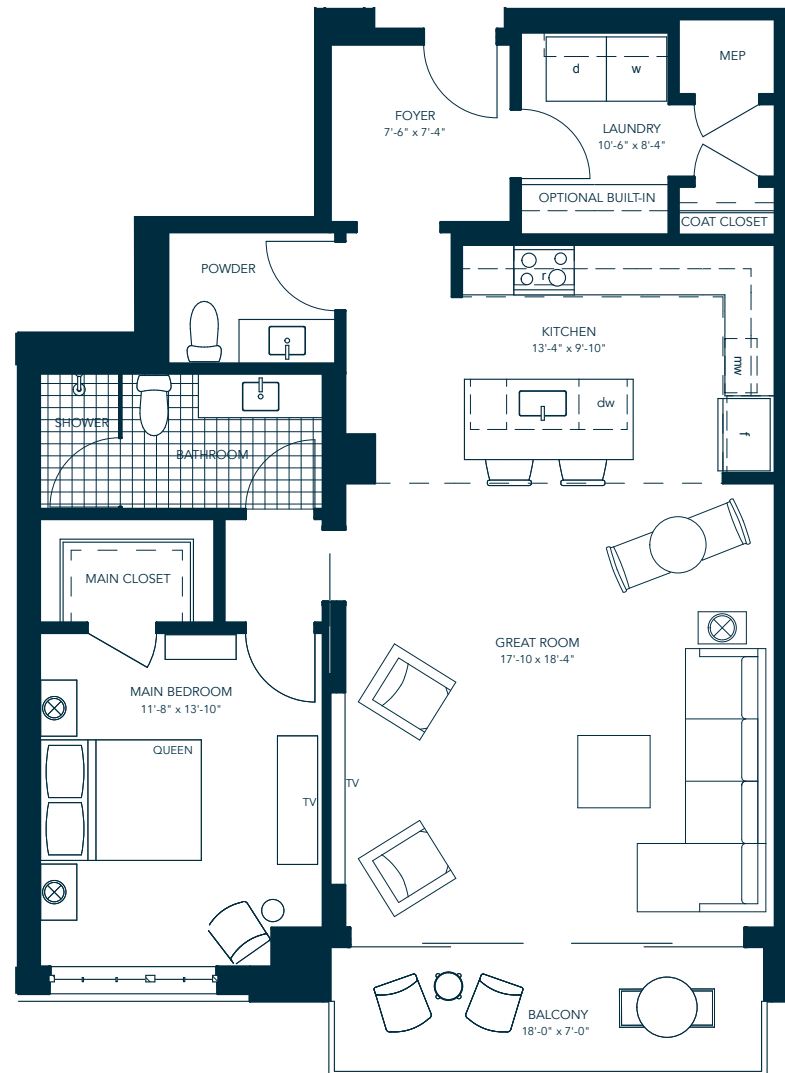 MEP
d
w
FOYER
7'-6" x 7'-4"
LAUNDRY
10'-6" x 8'-4"
OPTIONAL BUILT-IN
COAT CLOSET
POWDER
r
KITCHEN
13'-4" x 9'-10"
mw
dw
f
SHOWER
BATHROOM
MAIN CLOSET
GREAT ROOM
17'-10 x 18'-4"
MAIN BEDROOM
11'-8" x 13'-10"
QUEEN
TV
TV
BALCONY
18'-0" x 7'-0"